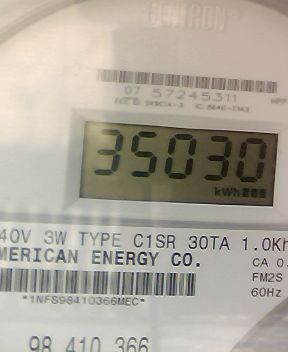 07 57245311
35030
kWh
40V 3W TYPE C1SR 30TA 1.0Kh
MERICAN ENERGY CO.
CA 0.
FM2S
60Hz
*1NFS98410366MEC*
98 410 366